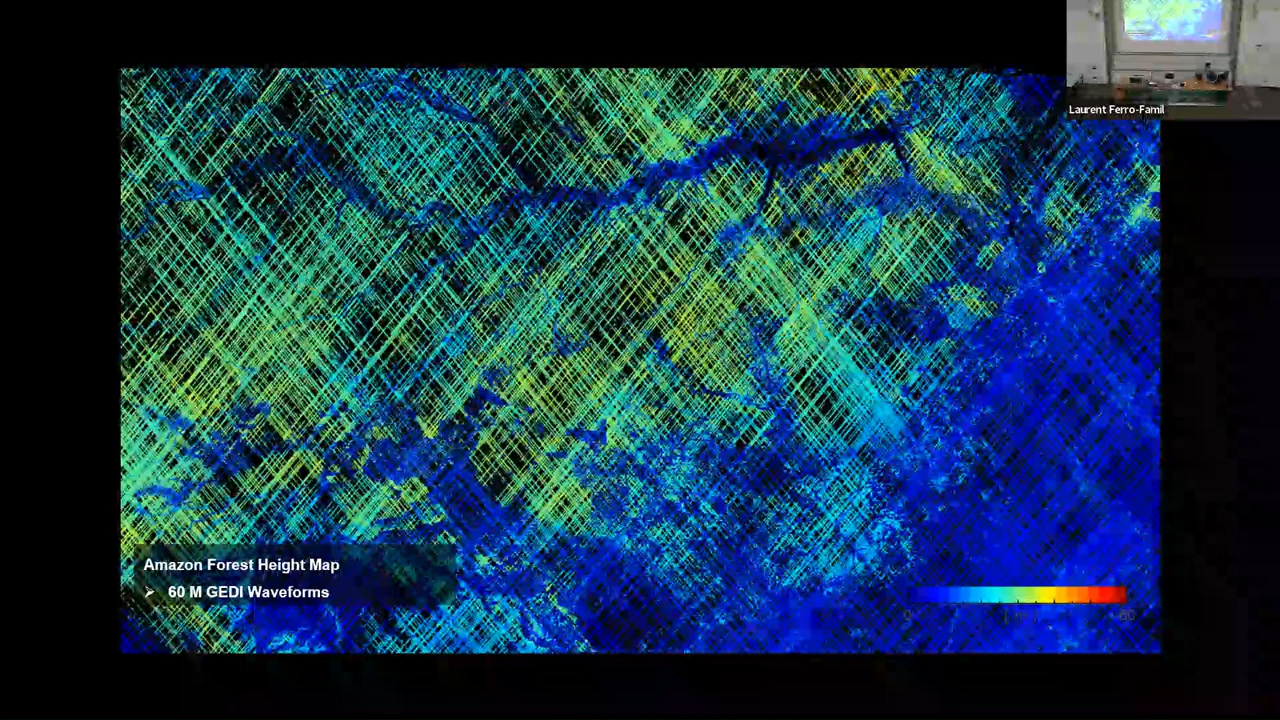 Laurent Ferro-Famil
Amazon Forest Height Map
➢ 60 M GEDI Waveforms